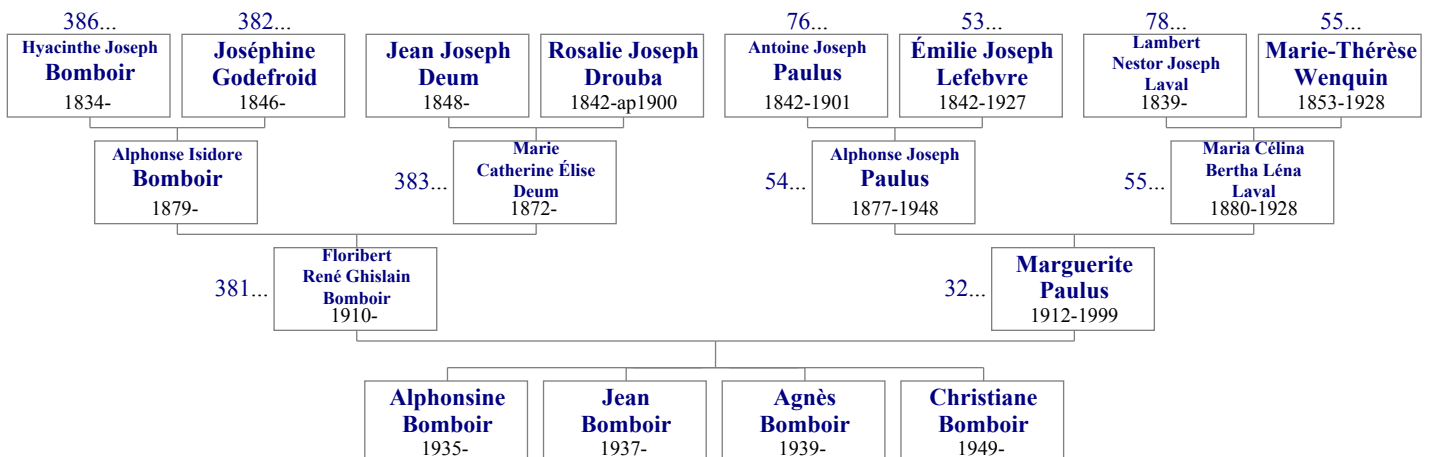 386...
382...
76...
53...
78...
55...
Hyacinthe Joseph
Bomboir
1834-
Joséphine
Godefroid
1846-
Jean Joseph
Deum
1848-
Rosalie Joseph
Drouba
1842-ap1900
Antoine Joseph
Paulus
1842-1901
Émilie Joseph
Lefebvre
1842-1927
Lambert
Nestor Joseph
Laval
1839-
Marie-Thérèse
Wenquin
1853-1928
Alphonse Isidore
Bomboir
1879-
383...
Marie
Catherine Élise
Deum
1872-
54...
Alphonse Joseph
Paulus
1877-1948
55...
Maria Célina
Bertha Léna
Laval
1880-1928
381...
Floribert
René Ghislain
Bomboir
1910-
32...
Marguerite
Paulus
1912-1999
Alphonsine
Bomboir
1935-
Jean
Bomboir
1937-
Agnès
Bomboir
1939-
Christiane
Bomboir
1949-